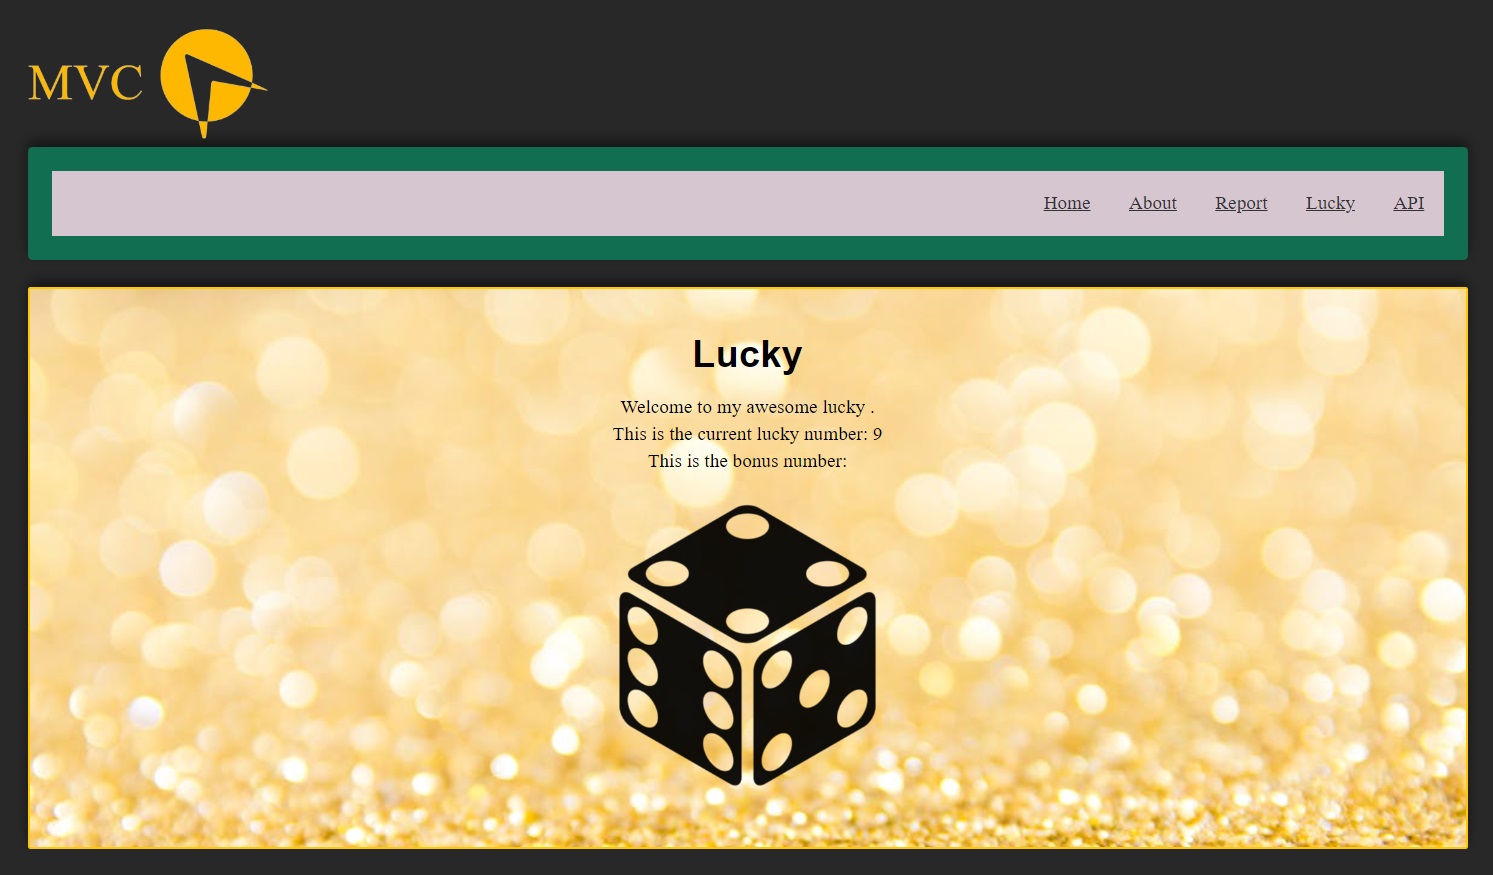 MVC
Home About Report Lucky API
Lucky
Welcome to my awesome lucky .
This is the current lucky number: 9
This is the bonus number: